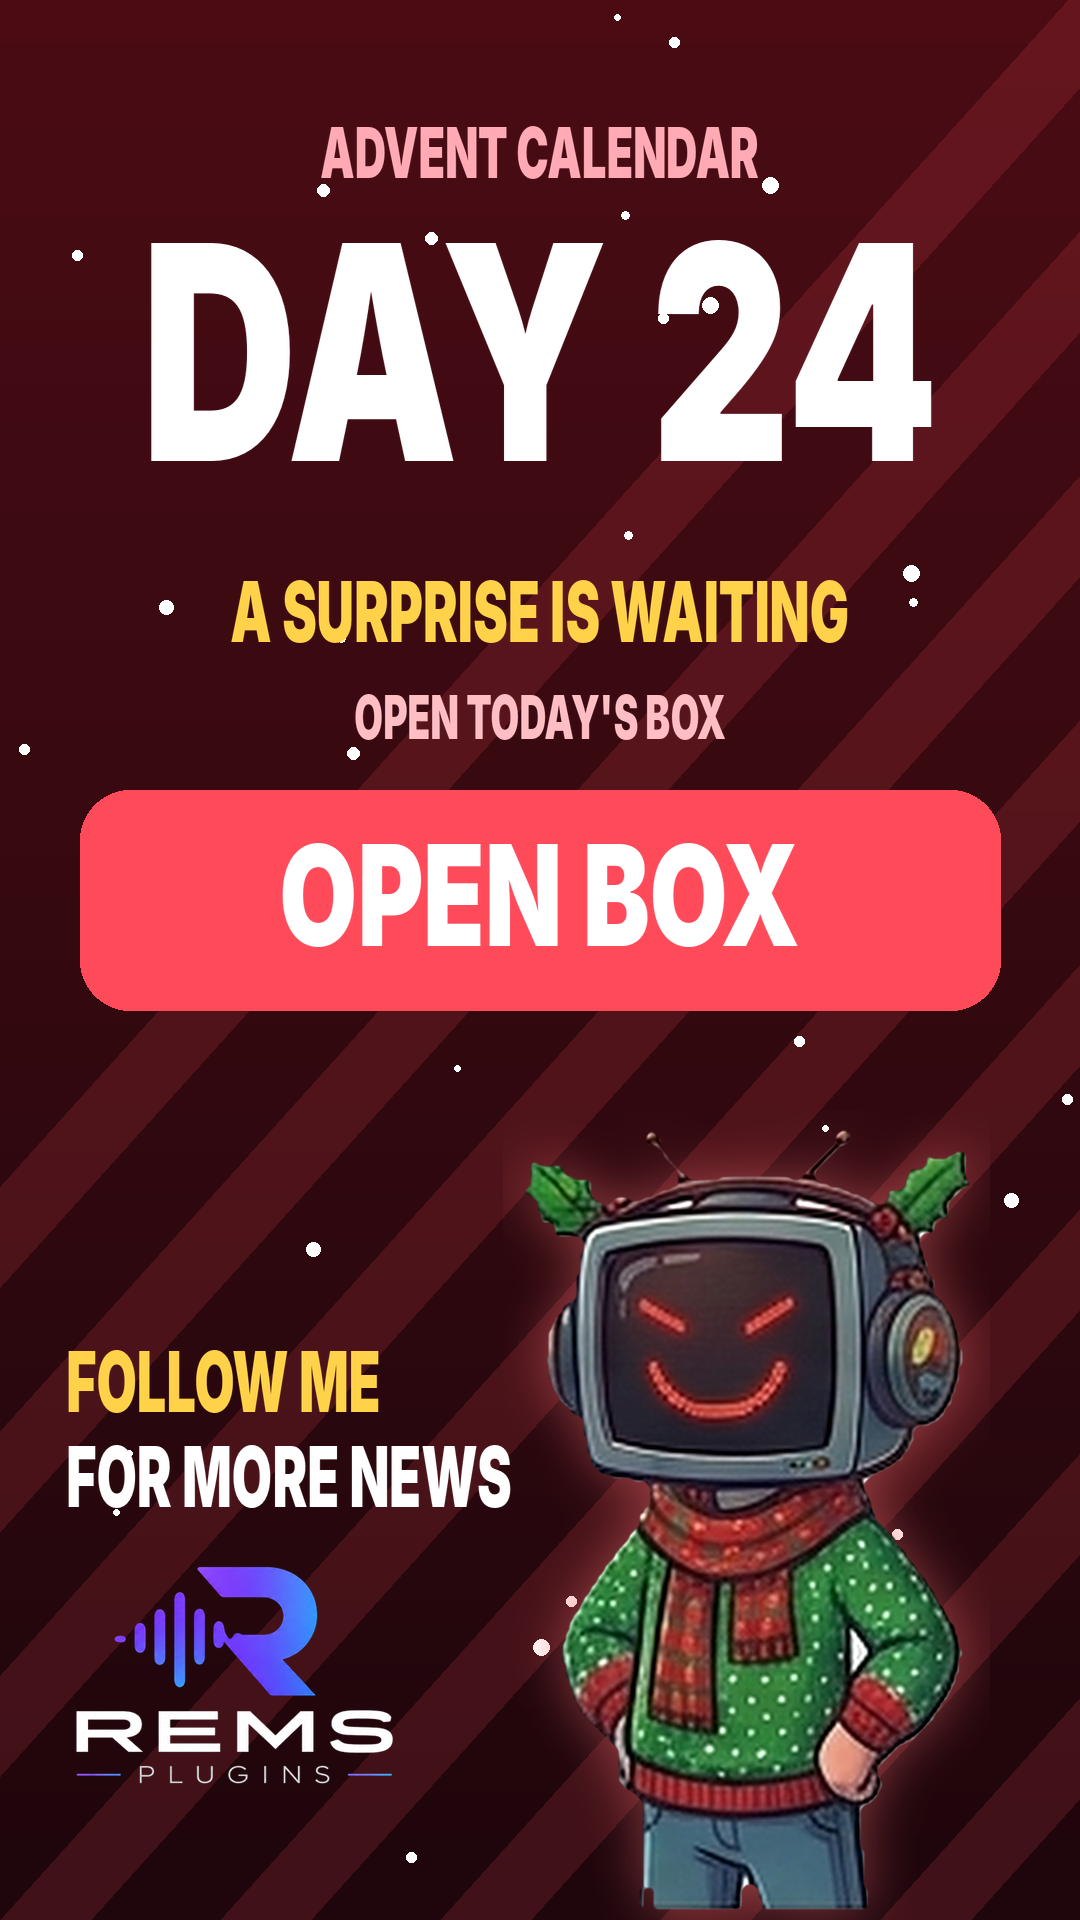 ADVENT CALENDAR
DAY 24
A SURPRISE IS WAITING
OPEN TODAY'S BOX
OPEN BOX
FOLLOW ME
FOR MORE NEWS
REMS
PLUGINS